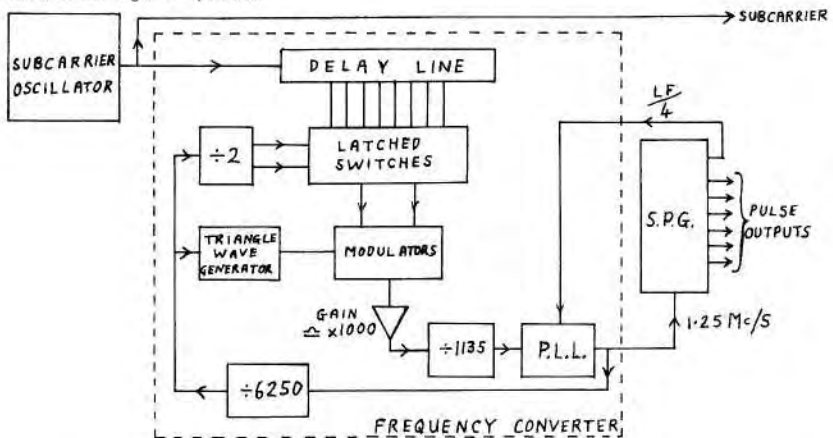 SUBCARRIER
OSCILLATOR
SUBCARRIER
DELAY LINE
LATCHED
SWITCHES
÷2
TRIANGLE
WAVE
GENERATOR
MODULATORS
GAIN
≏ ×1000
÷1135
P.L.L.
÷6250
LF
4
S.P.G.
PULSE
OUTPUTS
1·25 Mc/s
FREQUENCY CONVERTER